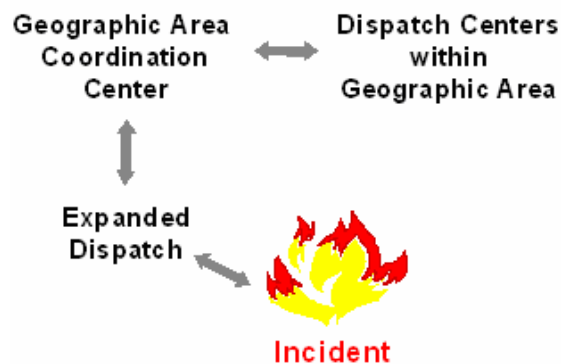 Geographic Area
Coordination
Center
Dispatch Centers
within
Geographic Area
Expanded
Dispatch
Incident